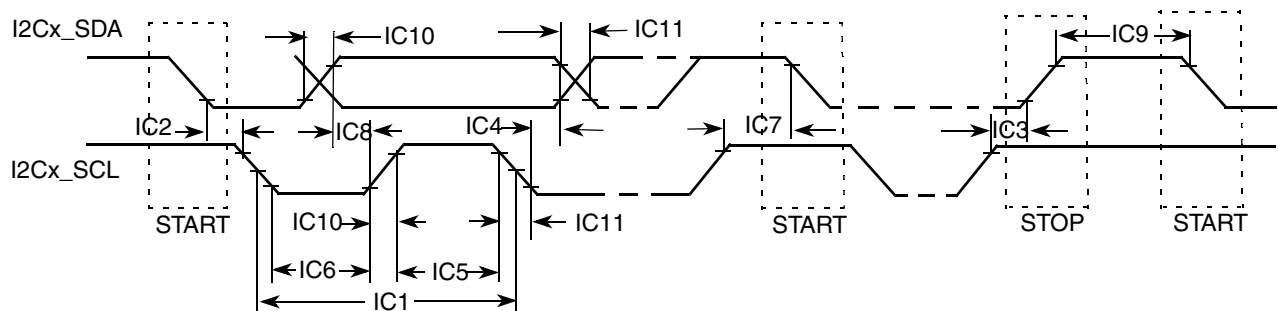 I2Cx_SDA
IC10
IC11
IC9
IC2
IC8
IC4
IC7
IC3
I2Cx_SCL
START
IC10
IC11
START
STOP
START
IC6
IC5
IC1